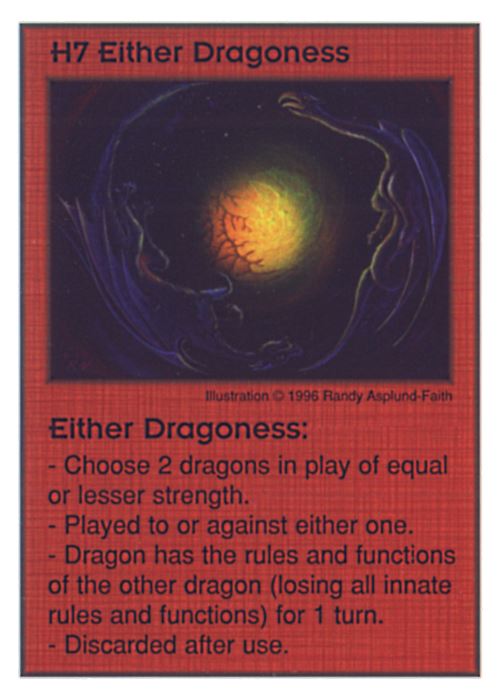 H7 Either Dragoness
Illustration © 1996 Randy Asplund-Faith
Either Dragoness:
- Choose 2 dragons in play of equal
or lesser strength.
- Played to or against either one.
- Dragon has the rules and functions
of the other dragon (losing all innate
rules and functions) for 1 turn.
- Discarded after use.